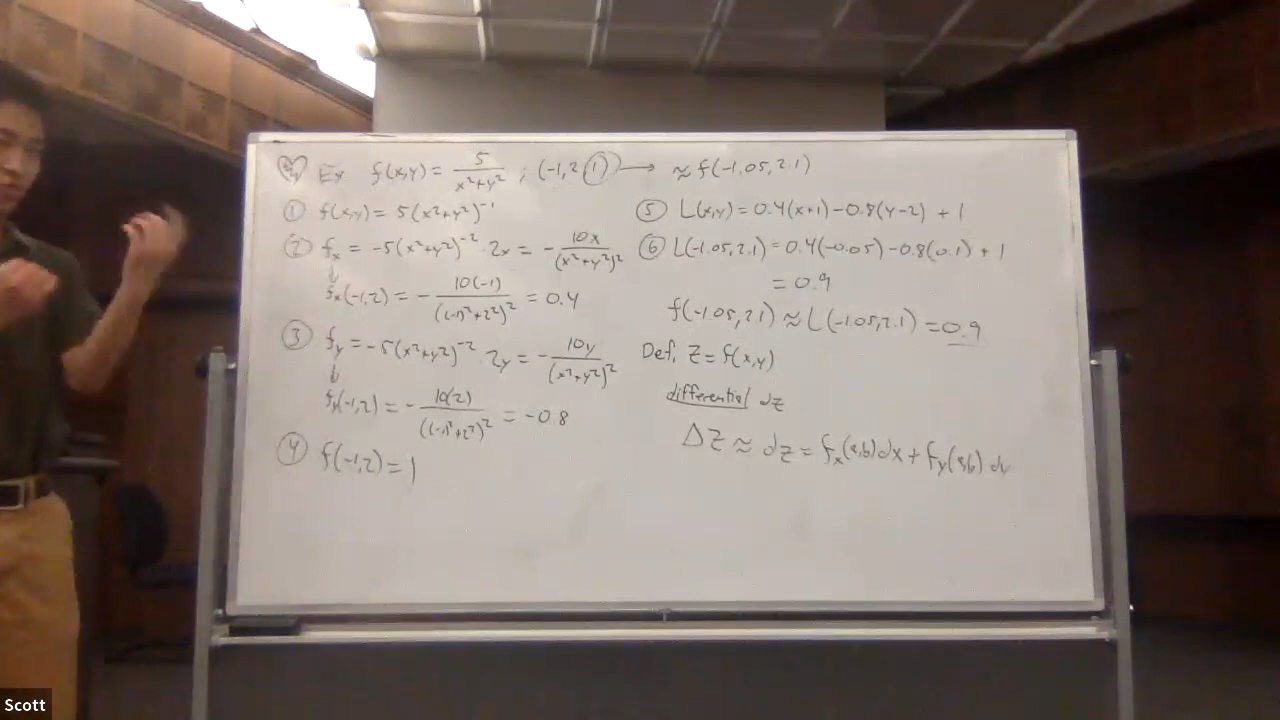 Ex f(x,y) = 5/(x²+y²) ; (-1,2,1) → ≈ f(-1.05, 2.1)
① f(x,y) = 5(x²+y²)⁻¹
② fₓ = -5(x²+y²)⁻² · 2x = - 10x/(x²+y²)²
↓
fₓ(-1,2) = - 10(-1)/((-1)²+2²)² = 0.4
③ f_y = -5(x²+y²)⁻² · 2y = - 10y/(x²+y²)²
↓
f_y(-1,2) = - 10(2)/((-1)²+2²)² = -0.8
④ f(-1,2) = 1
⑤ L(x,y) = 0.4(x+1) - 0.8(y-2) + 1
⑥ L(-1.05, 2.1) = 0.4(-0.05) - 0.8(0.1) + 1
= 0.9
f(-1.05, 2.1) ≈ L(-1.05, 2.1) = 0.9
Def. z = f(x,y)
differential dz
Δz ≈ dz = fₓ(a,b)dx + f_y(a,b) dy
Scott